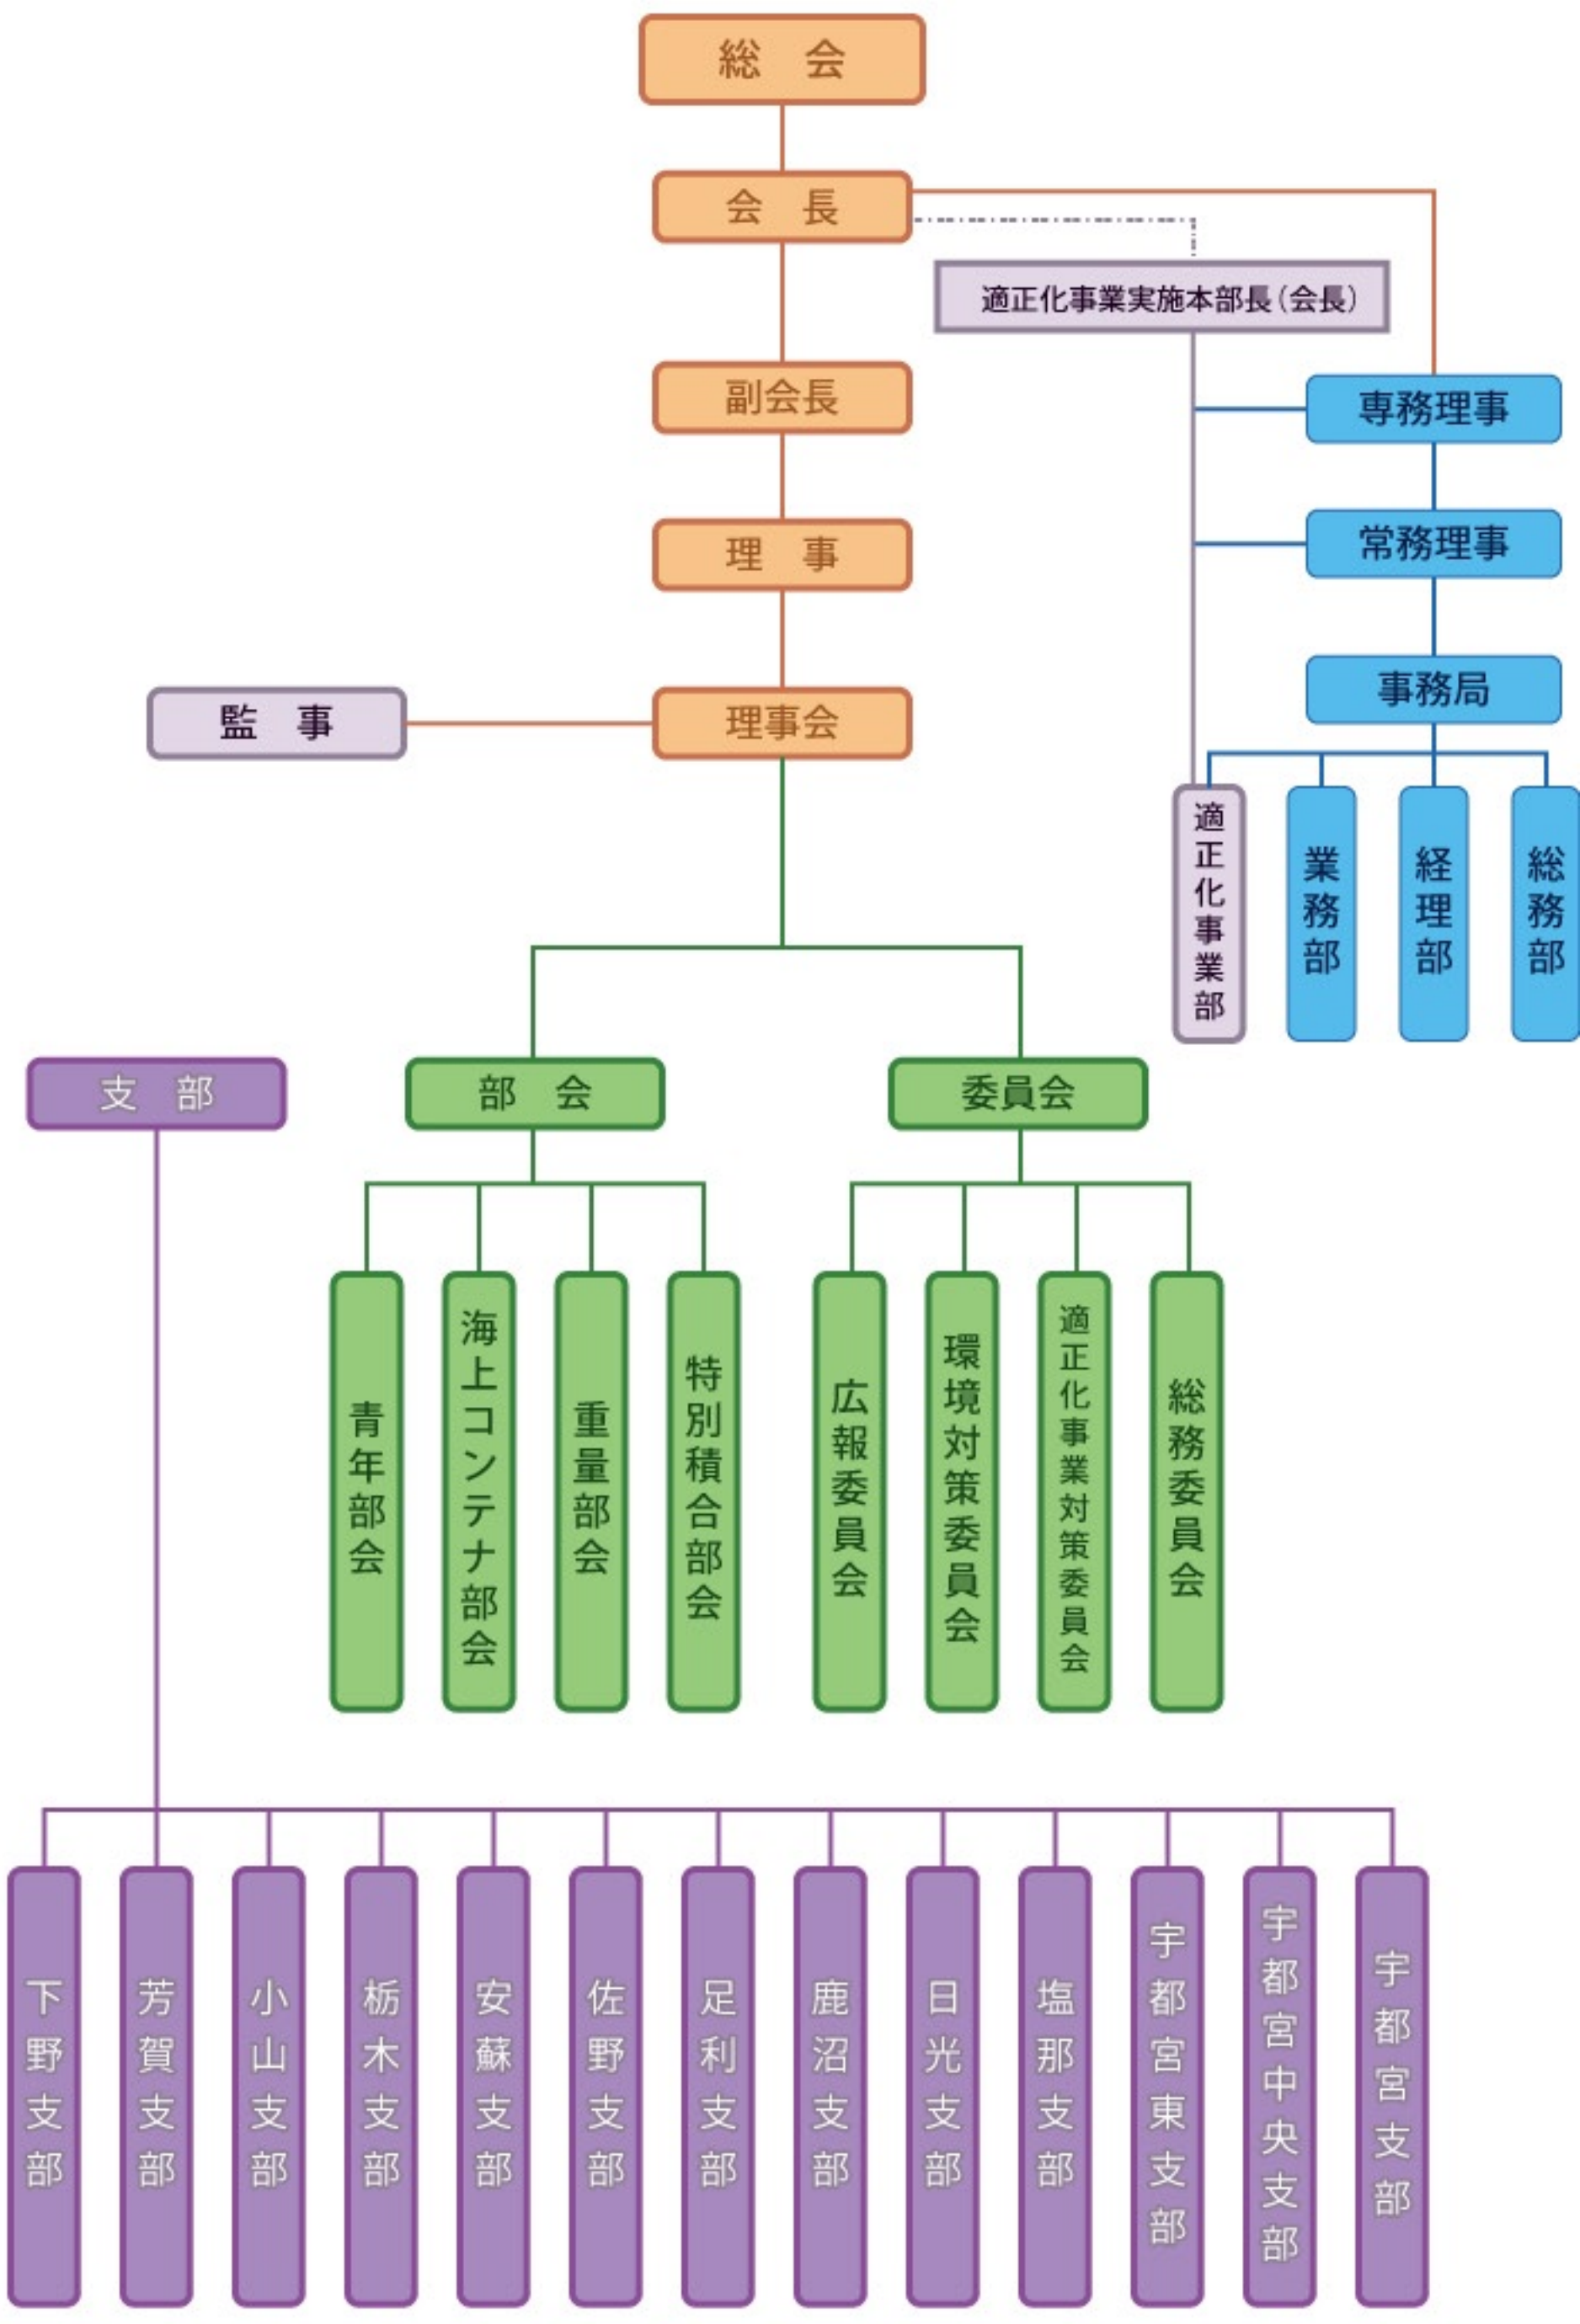 総　会
会　長
適正化事業実施本部長（会長）
副会長
専務理事
理　事
常務理事
監　事
理事会
事務局
適正化事業部
業務部
経理部
総務部
支　部
部　会
委員会
青年部会
海上コンテナ部会
重量部会
特別積合部会
広報委員会
環境対策委員会
適正化事業対策委員会
総務委員会
下野支部
芳賀支部
小山支部
栃木支部
安蘇支部
佐野支部
足利支部
鹿沼支部
日光支部
塩那支部
宇都宮東支部
宇都宮中央支部
宇都宮支部